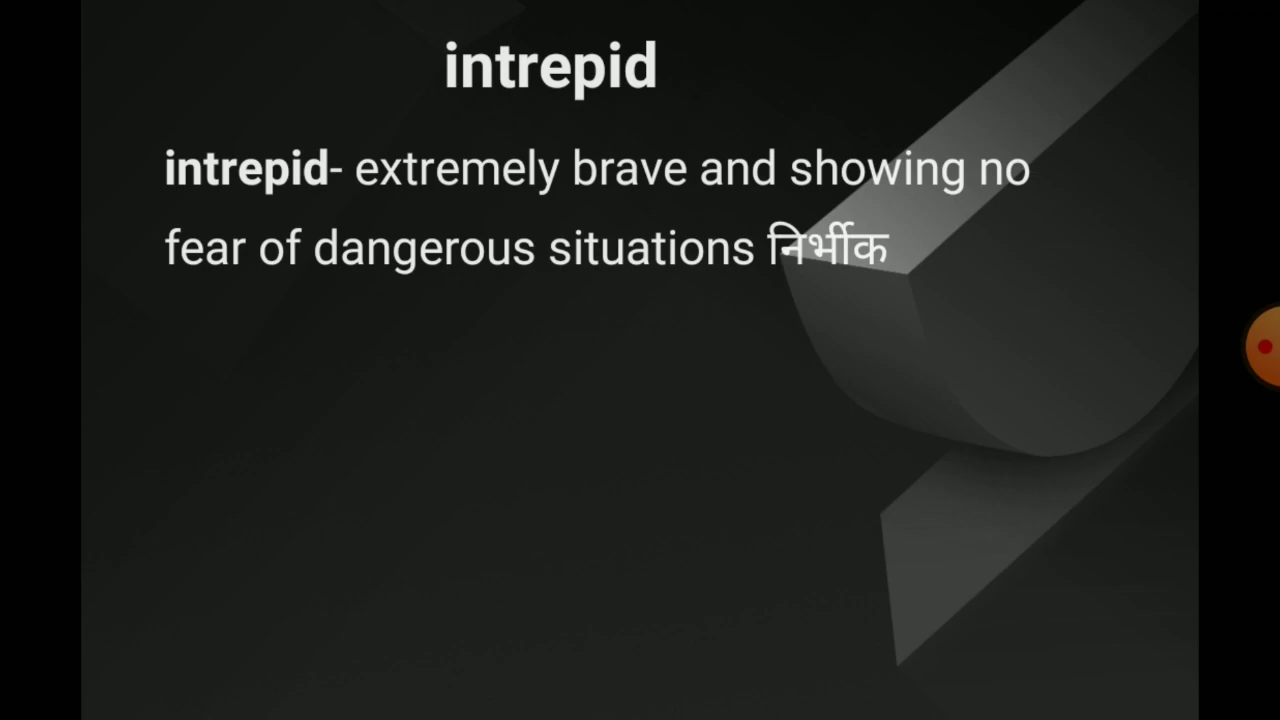 intrepid
intrepid- extremely brave and showing no
fear of dangerous situations निर्भीक